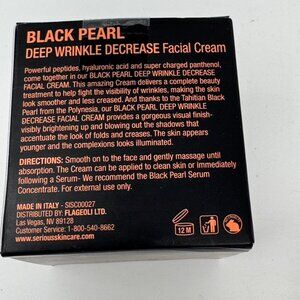 BLACK PEARL
DEEP WRINKLE DECREASE Facial Cream
Powerful peptides, hyaluronic acid and super charged panthenol,
come together in our BLACK PEARL DEEP WRINKLE DECREASE
FACIAL CREAM. This amazing Cream delivers a complete beauty
treatment to help fight the visibility of wrinkles, making the skin
look smoother and less creased. And thanks to the Tahitian Black
Pearl from the Polynesia, our BLACK PEARL DEEP WRINKLE
DECREASE FACIAL CREAM provides a gorgeous visual finish-
visibly brightening up and blowing out the shadows that
accentuate the look of folds and creases. The skin appears
younger and the complexions looks illuminated.
DIRECTIONS: Smooth on to the face and gently massage until
absorption. The Cream can be applied to clean skin or immediately
following a Serum- We recommend the Black Pearl Serum
Concentrate. For external use only.
MADE IN ITALY - SISC00027
DISTRIBUTED BY: FLAGEOLI LTD.
Las Vegas, NV 89128
Customer Service: 1-800-540-8662
www.seriousskincare.com
12 M